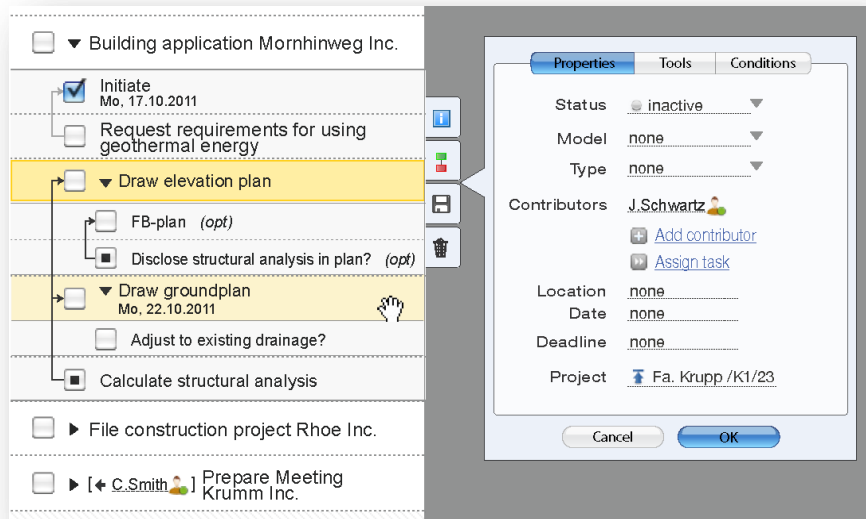 Building application Mornhinweg Inc.
Initiate
Mo, 17.10.2011
Request requirements for using
geothermal energy
Draw elevation plan
FB-plan (opt)
Disclose structural analysis in plan? (opt)
Draw groundplan
Mo, 22.10.2011
Adjust to existing drainage?
Calculate structural analysis
File construction project Rhoe Inc.
[ C.Smith ] Prepare Meeting
Krumm Inc.
Properties Tools Conditions
Status inactive
Model none
Type none
Contributors J.Schwartz
Add contributor
Assign task
Location none
Date none
Deadline none
Project Fa. Krupp /K1/23
Cancel OK